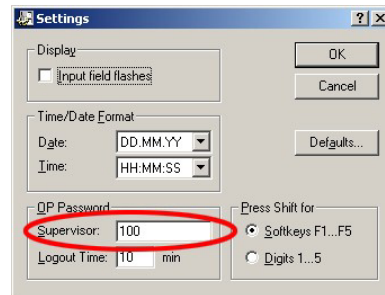 Settings
Display
Input field flashes
OK
Cancel
Time/Date Format
Date: DD.MM.YY
Time: HH:MM:SS
Defaults...
OP Password
Supervisor: 100
Logout Time: 10 min
Press Shift for
Softkeys F1...F5
Digits 1...5